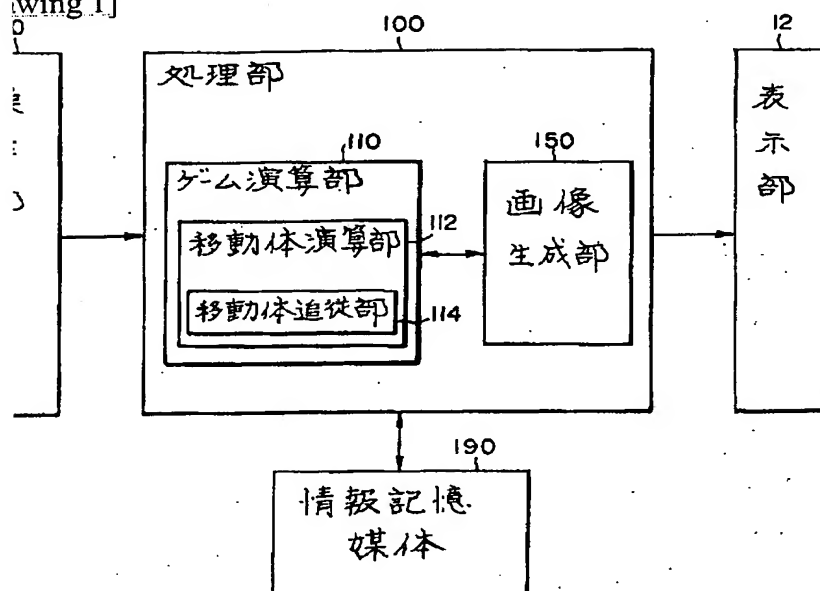 wing 1]
100
12
処理部
表示部
110
150
ゲーム演算部
画像
生成部
移動体演算部
112
移動体追従部
114
190
情報記憶
媒体